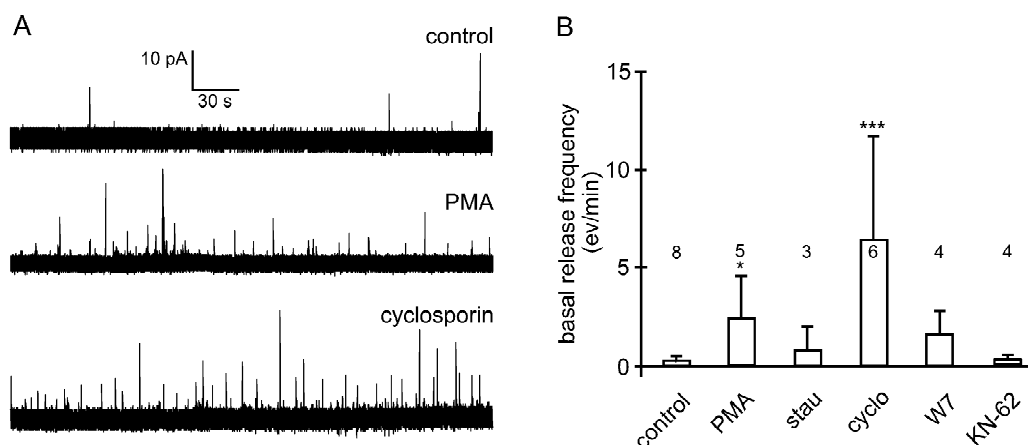 A
control
10 pA
30 s
PMA
cyclosporin
B
basal release frequency
(ev/min)
15
10
5
0
***
*
8
5
3
6
4
4
control
PMA
stau
cyclo
W7
KN-62